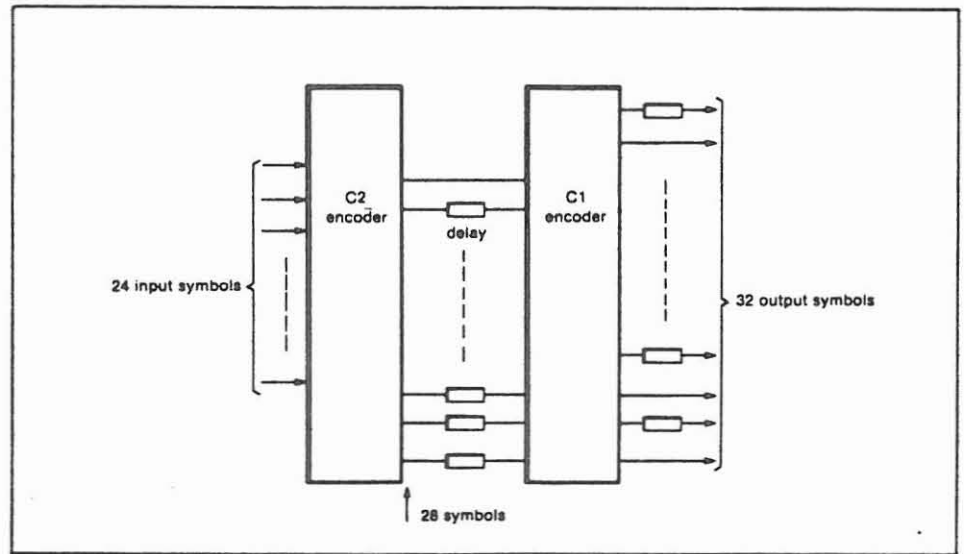 C2
encoder
C1
encoder
delay
24 input symbols
32 output symbols
28 symbols